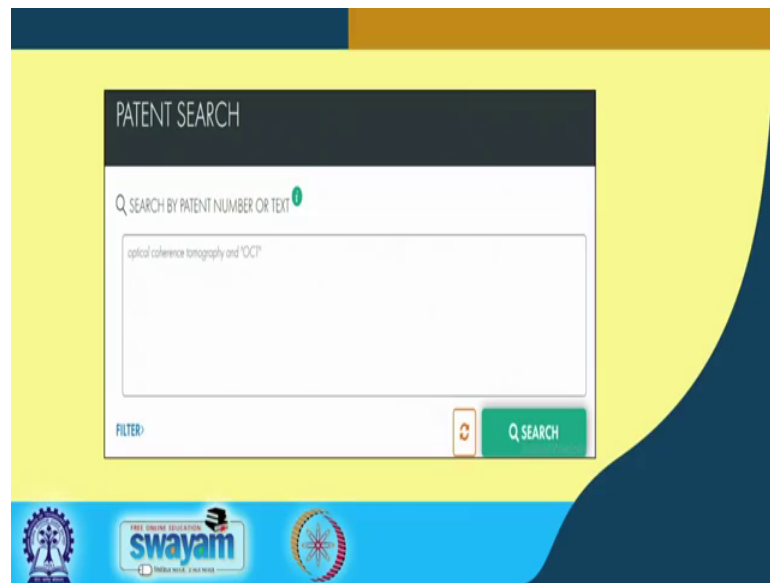 PATENT SEARCH
SEARCH BY PATENT NUMBER OR TEXT i
optical coherence tomography and "OCT"
FILTER>
SEARCH
FREE ONLINE EDUCATION
swayam